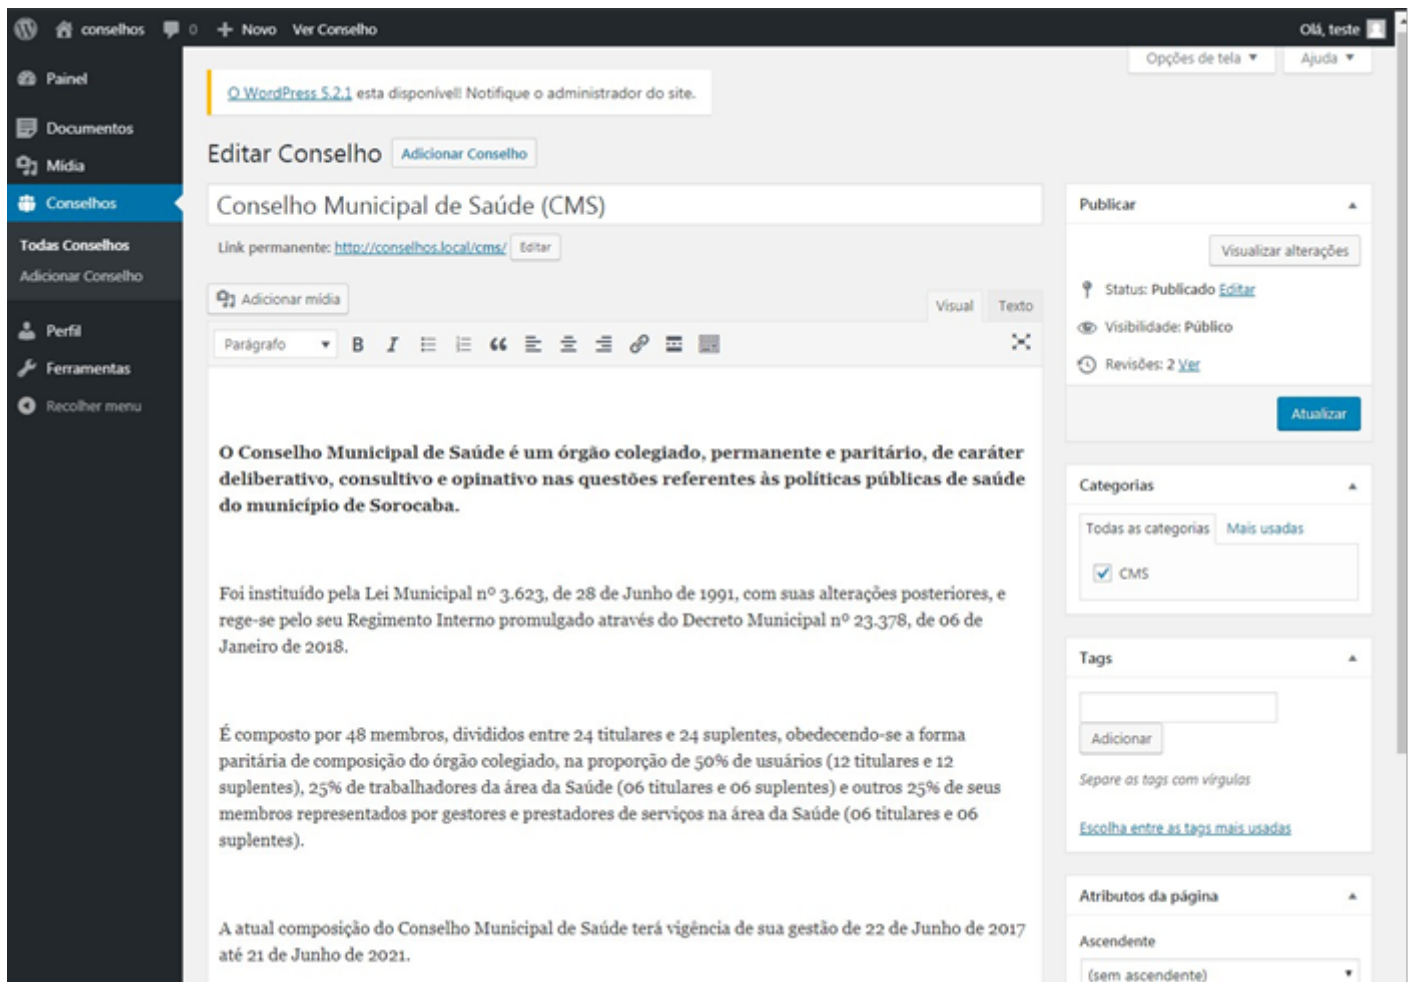 conselhos 0 Novo Ver Conselho Olá, teste
Opções de tela Ajuda
Painel
Documentos
Mídia
Conselhos
Todas Conselhos
Adicionar Conselho
Perfil
Ferramentas
Recolher menu
O WordPress 5.2.1 esta disponível! Notifique o administrador do site.
Editar Conselho Adicionar Conselho
Conselho Municipal de Saúde (CMS)
Link permanente: http://conselhos.local/cms/ Editar
Adicionar mídia
Visual Texto
Parágrafo B I
O Conselho Municipal de Saúde é um órgão colegiado, permanente e paritário, de caráter
deliberativo, consultivo e opinativo nas questões referentes às políticas públicas de saúde
do município de Sorocaba.
Foi instituído pela Lei Municipal nº 3.623, de 28 de Junho de 1991, com suas alterações posteriores, e
rege-se pelo seu Regimento Interno promulgado através do Decreto Municipal nº 23.378, de 06 de
Janeiro de 2018.
É composto por 48 membros, divididos entre 24 titulares e 24 suplentes, obedecendo-se a forma
paritária de composição do órgão colegiado, na proporção de 50% de usuários (12 titulares e 12
suplentes), 25% de trabalhadores da área da Saúde (06 titulares e 06 suplentes) e outros 25% de seus
membros representados por gestores e prestadores de serviços na área da Saúde (06 titulares e 06
suplentes).
A atual composição do Conselho Municipal de Saúde terá vigência de sua gestão de 22 de Junho de 2017
até 21 de Junho de 2021.
Publicar
Visualizar alterações
Status: Publicado Editar
Visibilidade: Público
Revisões: 2 Ver
Atualizar
Categorias
Todas as categorias Mais usadas
CMS
Tags
Adicionar
Separe as tags com vírgulas
Escolha entre as tags mais usadas
Atributos da página
Ascendente
(sem ascendente)